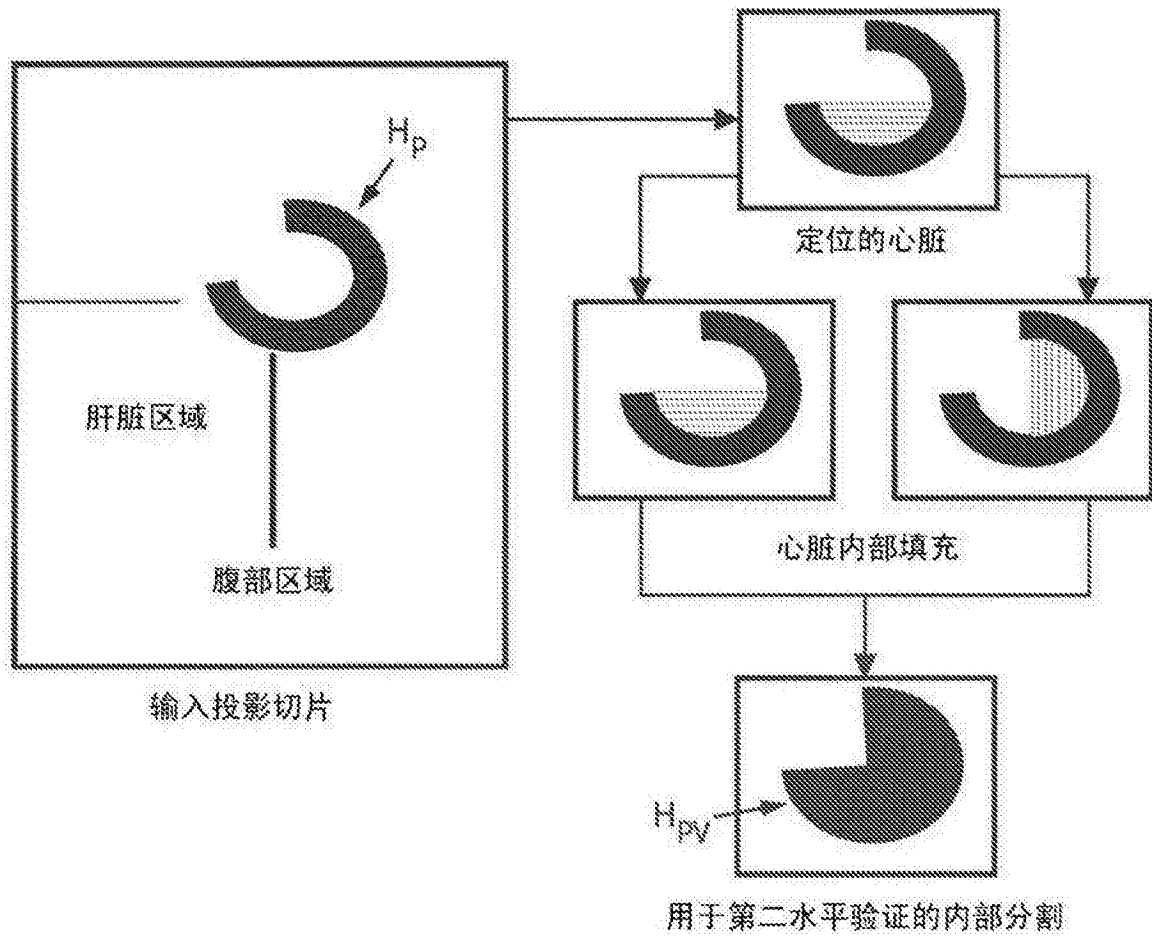 H_P
定位的心脏
肝脏区域
腹部区域
心脏内部填充
输入投影切片
H_PV
用于第二水平验证的内部分割